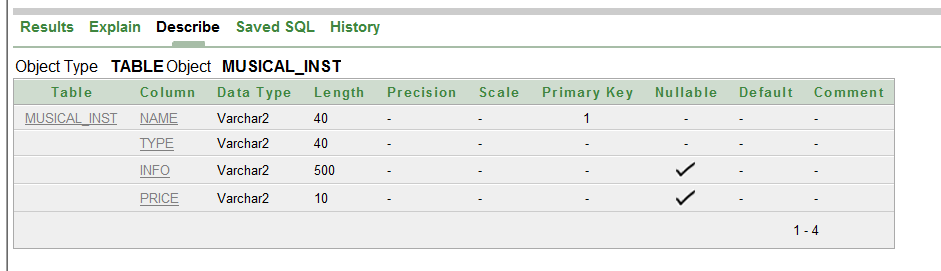 Results Explain Describe Saved SQL History
Object Type TABLE Object MUSICAL_INST
Table Column Data Type Length Precision Scale Primary Key Nullable Default Comment
MUSICAL_INST NAME Varchar2 40 - - 1 - - -
TYPE Varchar2 40 - - - - - -
INFO Varchar2 500 - - - ✓ - -
PRICE Varchar2 10 - - - ✓ - -
1 - 4